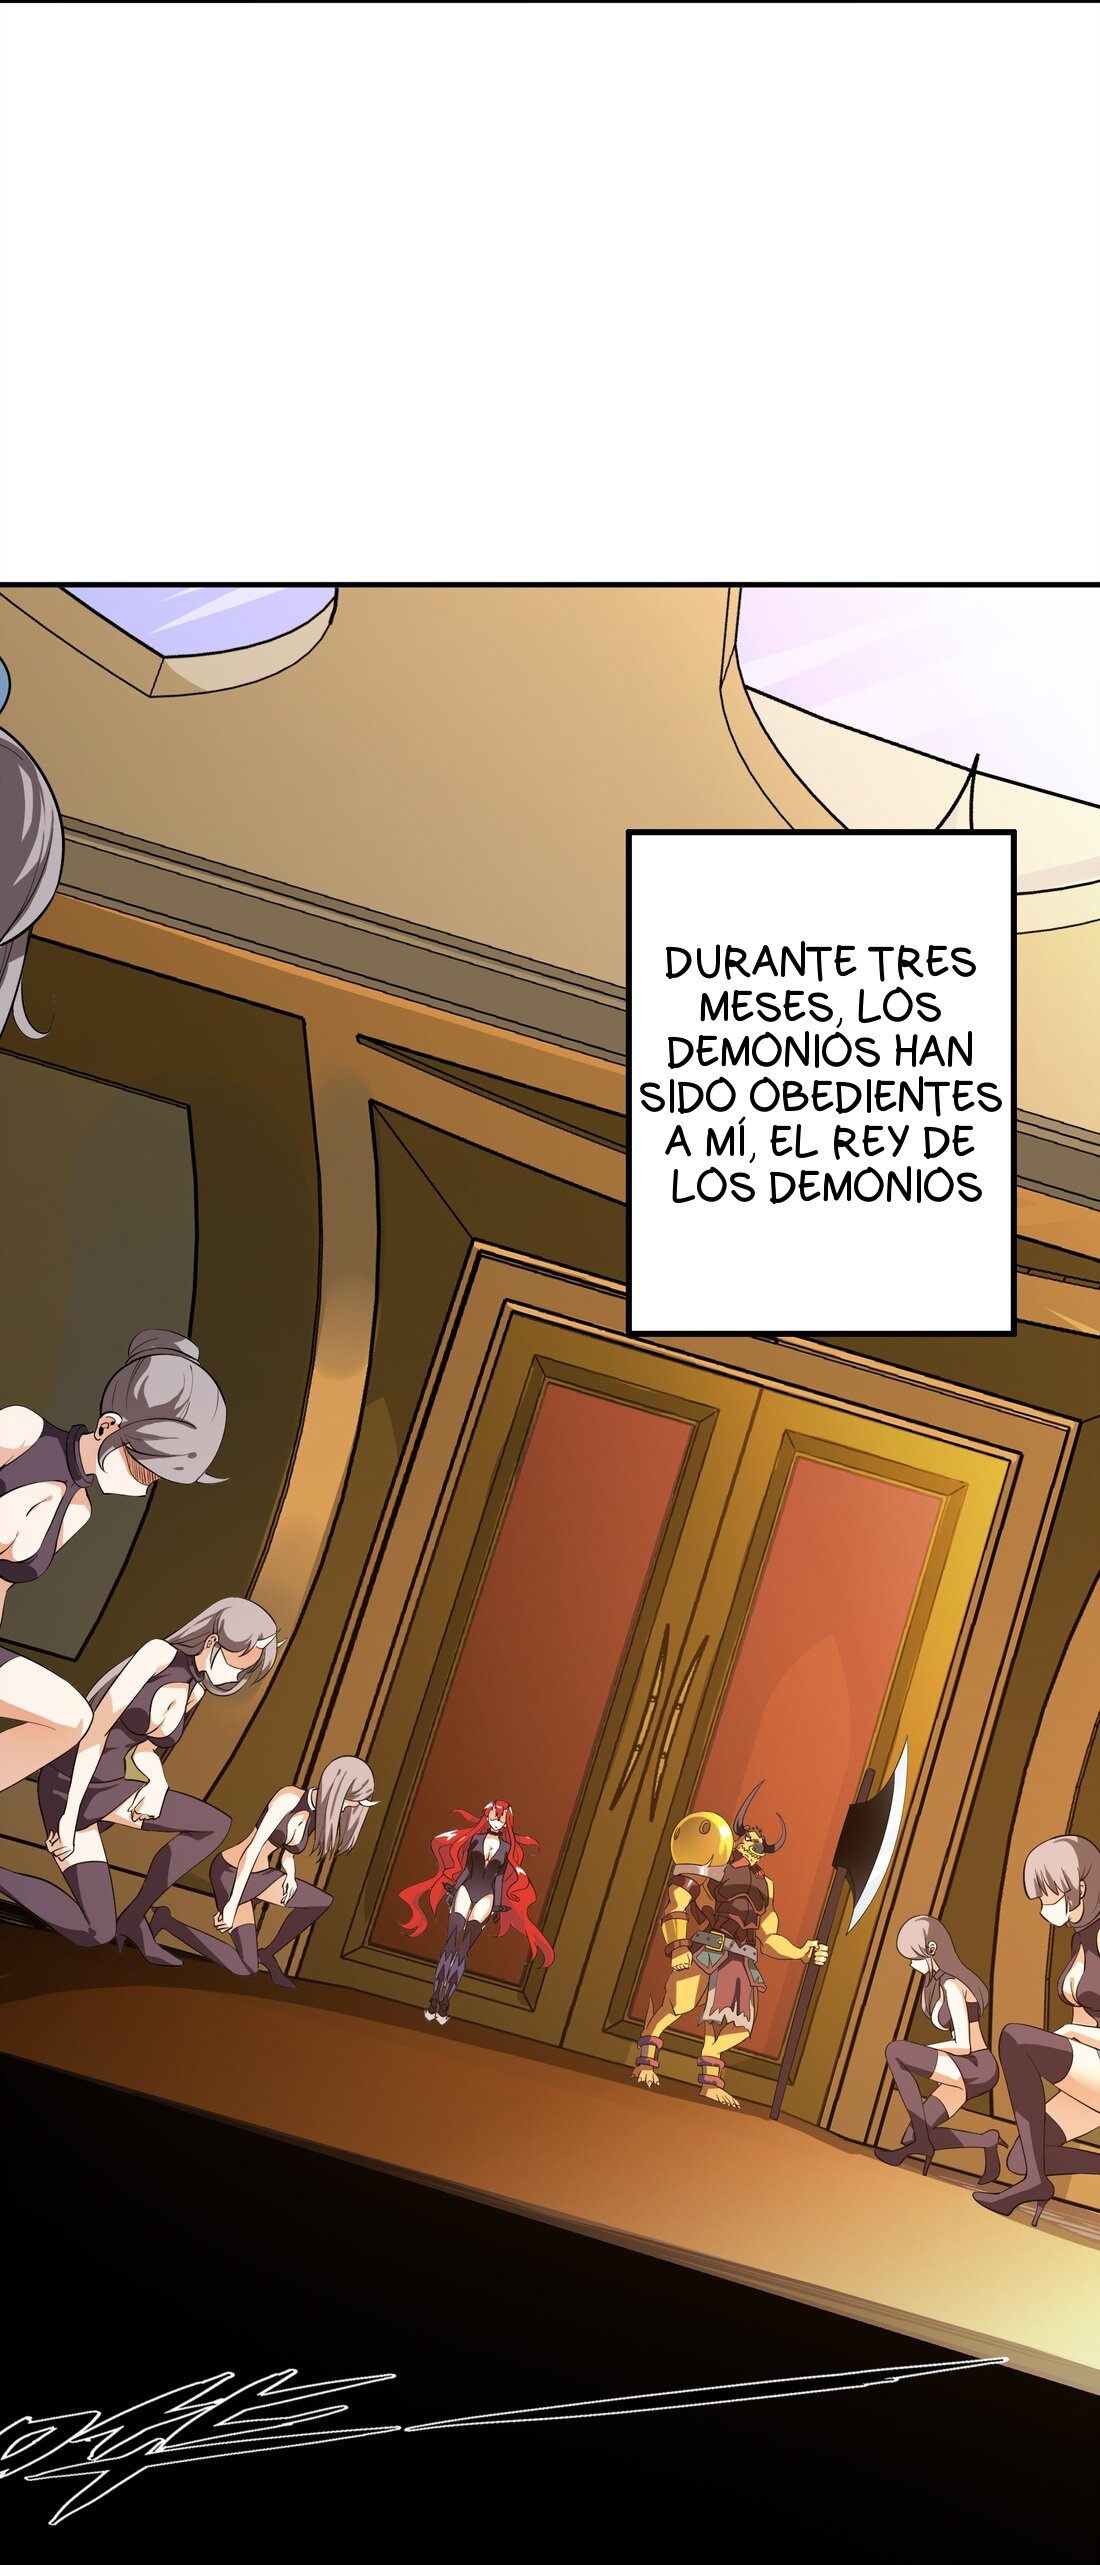 DURANTE TRES
MESES, LOS
DEMONIOS HAN
SIDO OBEDIENTES
A MÍ, EL REY DE
LOS DEMONIOS